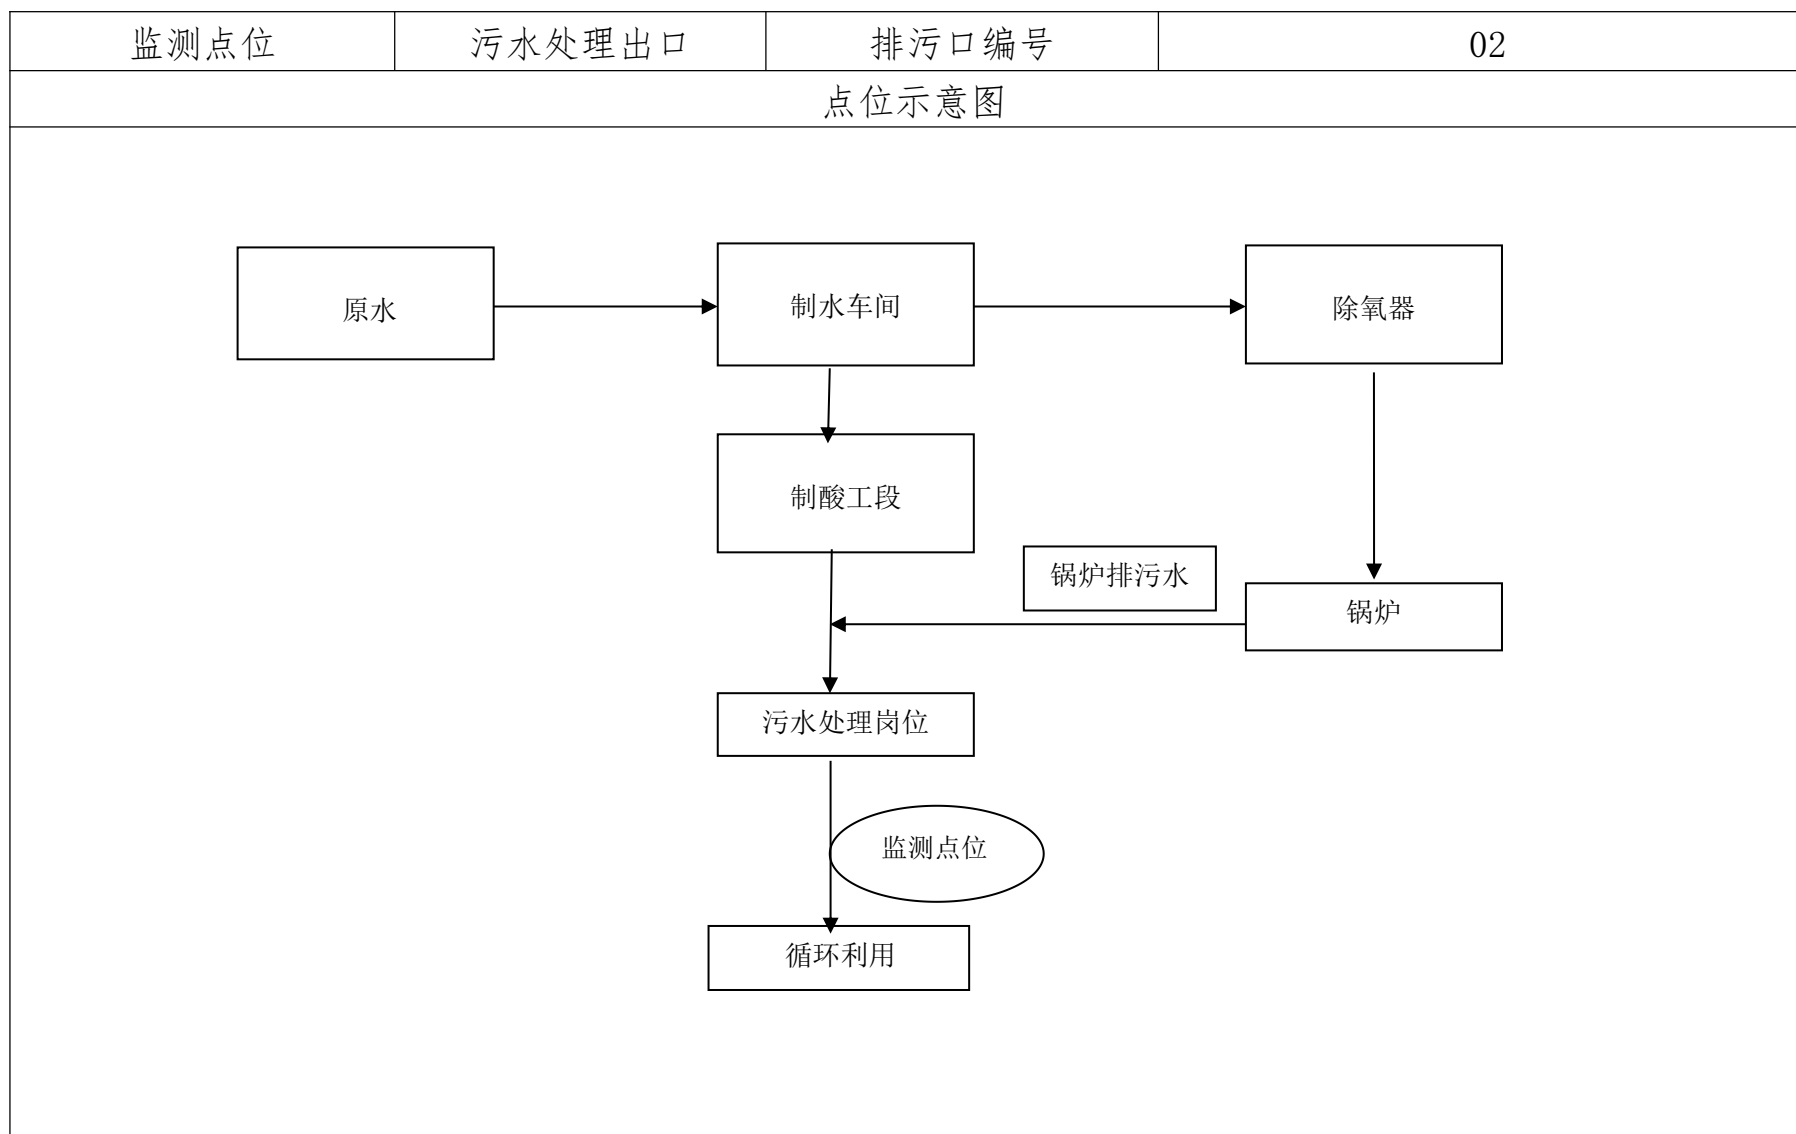 监测点位 污水处理出口 排污口编号 02
点位示意图
原水 制水车间 除氧器
制酸工段
锅炉排污水
锅炉
污水处理岗位
监测点位
循环利用